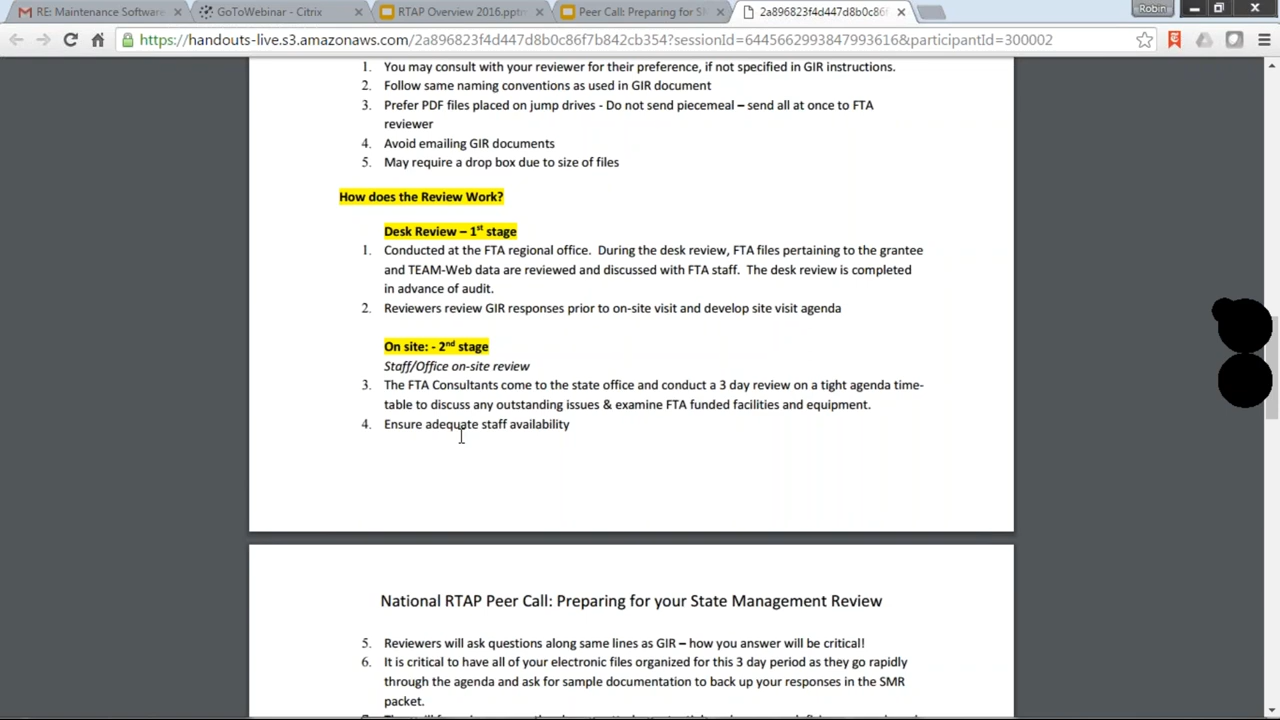 RE: Maintenance Software
GoToWebinar - Citrix
RTAP Overview 2016.pptm
Peer Call: Preparing for SM
2a896823f4d447d8b0c86f
Robin
https://handouts-live.s3.amazonaws.com/2a896823f4d447d8b0c86f7b842cb354?sessionId=6445662993847993616&participantId=300002
1. You may consult with your reviewer for their preference, if not specified in GIR instructions.
2. Follow same naming conventions as used in GIR document
3. Prefer PDF files placed on jump drives - Do not send piecemeal – send all at once to FTA
reviewer
4. Avoid emailing GIR documents
5. May require a drop box due to size of files
How does the Review Work?
Desk Review – 1st stage
1. Conducted at the FTA regional office. During the desk review, FTA files pertaining to the grantee
and TEAM-Web data are reviewed and discussed with FTA staff. The desk review is completed
in advance of audit.
2. Reviewers review GIR responses prior to on-site visit and develop site visit agenda
On site: - 2nd stage
Staff/Office on-site review
3. The FTA Consultants come to the state office and conduct a 3 day review on a tight agenda time-
table to discuss any outstanding issues & examine FTA funded facilities and equipment.
4. Ensure adequate staff availability
National RTAP Peer Call: Preparing for your State Management Review
5. Reviewers will ask questions along same lines as GIR – how you answer will be critical!
6. It is critical to have all of your electronic files organized for this 3 day period as they go rapidly
through the agenda and ask for sample documentation to back up your responses in the SMR
packet.